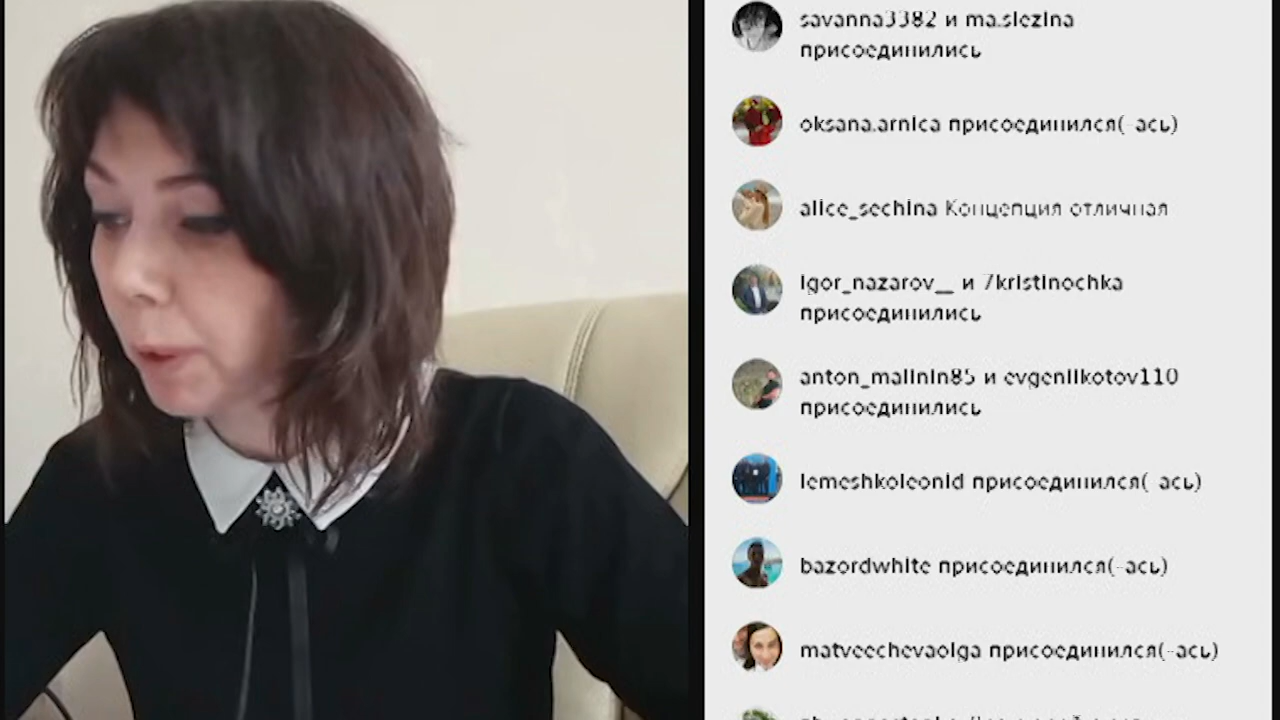 savanna3382 и ma.slezina
присоединились
oksana.arnica присоединился(-ась)
alice_sechina Концепция отличная
igor_nazarov__ и 7kristinochka
присоединились
anton_malinin85 и evgeniikotov110
присоединились
lemeshkoleonid присоединился(-ась)
bazordwhite присоединился(-ась)
matveechevaolga присоединился(-ась)